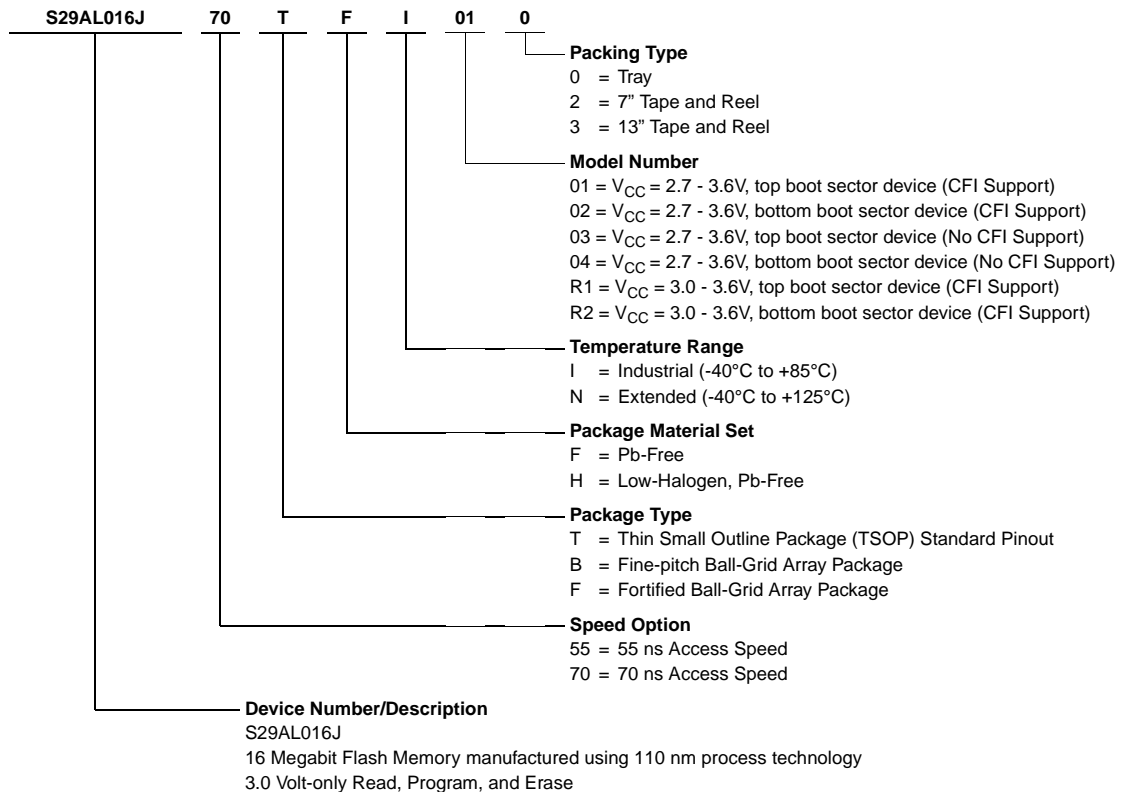 S29AL016J 70 T F I 01 0
Packing Type
0 = Tray
2 = 7” Tape and Reel
3 = 13” Tape and Reel
Model Number
01 = VCC = 2.7 - 3.6V, top boot sector device (CFI Support)
02 = VCC = 2.7 - 3.6V, bottom boot sector device (CFI Support)
03 = VCC = 2.7 - 3.6V, top boot sector device (No CFI Support)
04 = VCC = 2.7 - 3.6V, bottom boot sector device (No CFI Support)
R1 = VCC = 3.0 - 3.6V, top boot sector device (CFI Support)
R2 = VCC = 3.0 - 3.6V, bottom boot sector device (CFI Support)
Temperature Range
I = Industrial (-40°C to +85°C)
N = Extended (-40°C to +125°C)
Package Material Set
F = Pb-Free
H = Low-Halogen, Pb-Free
Package Type
T = Thin Small Outline Package (TSOP) Standard Pinout
B = Fine-pitch Ball-Grid Array Package
F = Fortified Ball-Grid Array Package
Speed Option
55 = 55 ns Access Speed
70 = 70 ns Access Speed
Device Number/Description
S29AL016J
16 Megabit Flash Memory manufactured using 110 nm process technology
3.0 Volt-only Read, Program, and Erase